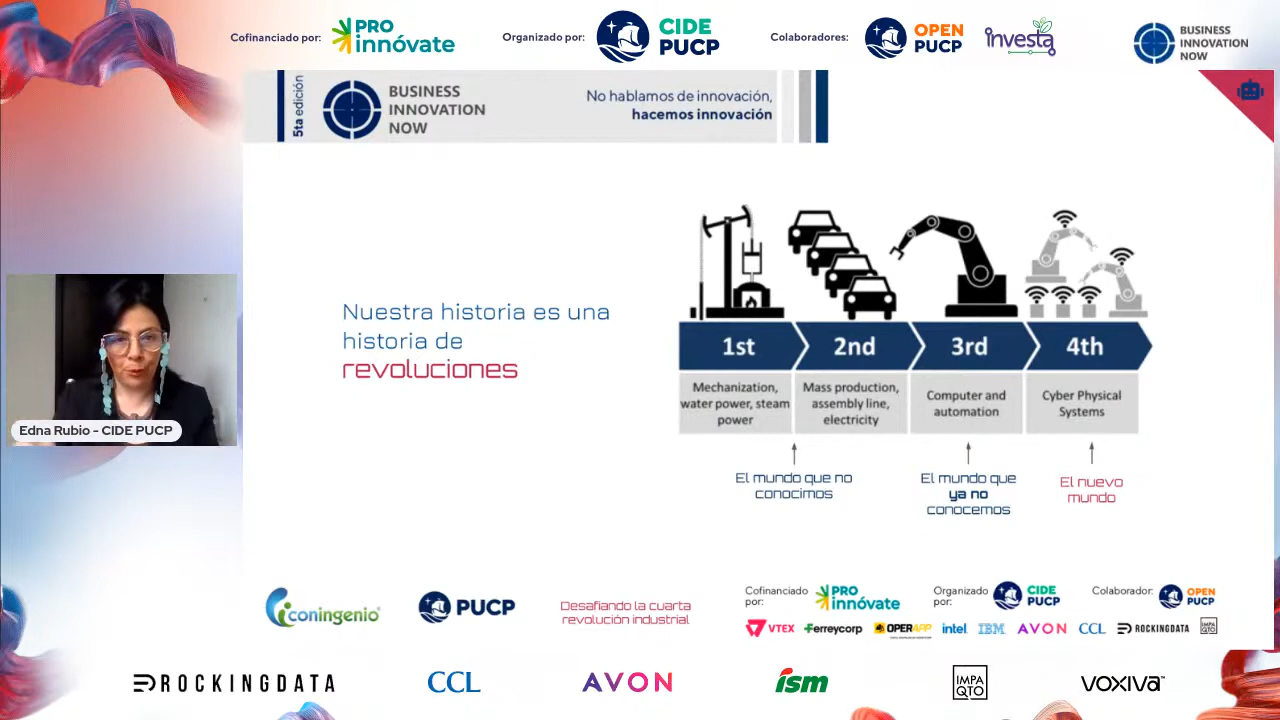 Cofinanciado por:
PRO
innóvate
Organizado por:
CIDE
PUCP
Colaboradores:
OPEN
PUCP
investa
BUSINESS
INNOVATION
NOW
5ta edición
BUSINESS
INNOVATION
NOW
No hablamos de innovación,
hacemos innovación
Nuestra historia es una
historia de
revoluciones
1st
2nd
3rd
4th
Mechanization,
water power, steam
power
Mass production,
assembly line,
electricity
Computer and
automation
Cyber Physical
Systems
El mundo que no
conocimos
El mundo que
ya no
conocemos
El nuevo
mundo
Edna Rubio - CIDE PUCP
coningenio
PUCP
Desafiando la cuarta
revolución industrial
Cofinanciado
por:
PRO
innóvate
Organizado
por:
CIDE
PUCP
Colaborador:
OPEN
PUCP
VTEX
Ferreycorp
OPERAPP
intel
IBM
AVON
CCL
ROCKINGDATA
IMPA
QTO
ROCKINGDATA
CCL
AVON
ism
IMPA
QTO
VOXIVA™